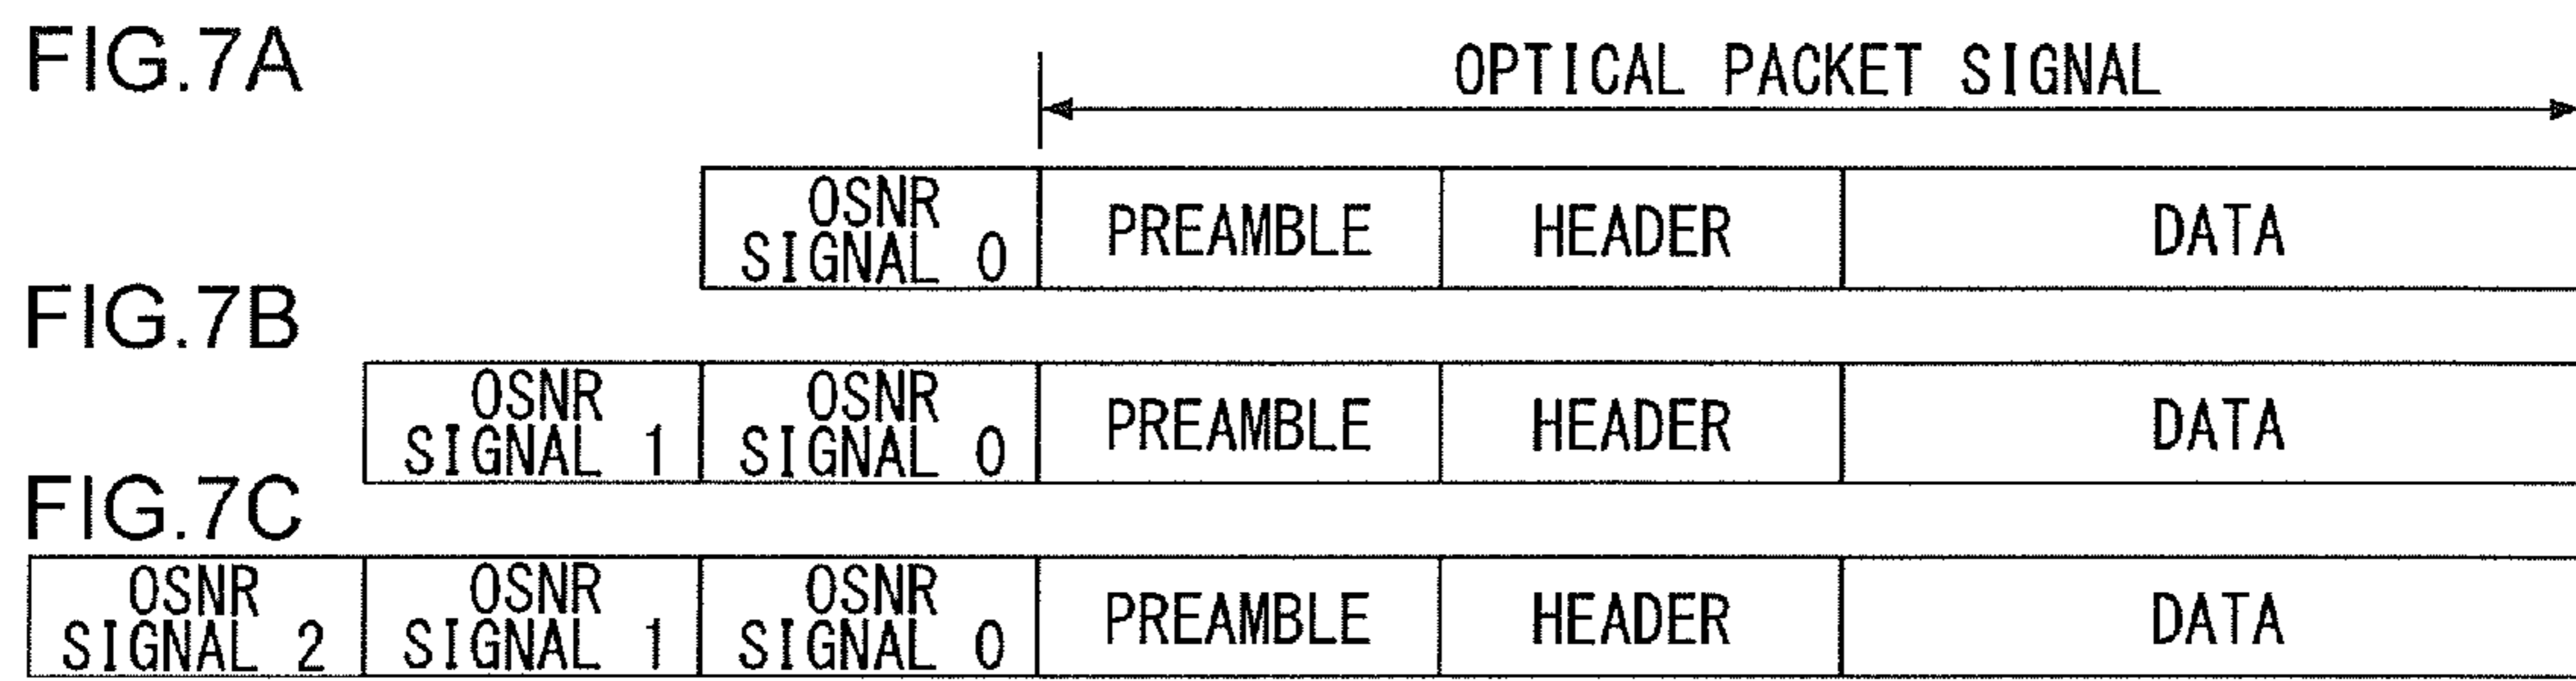 FIG.7A
OPTICAL PACKET SIGNAL
OSNR
SIGNAL 0
PREAMBLE
HEADER
DATA
FIG.7B
OSNR
SIGNAL 1
OSNR
SIGNAL 0
PREAMBLE
HEADER
DATA
FIG.7C
OSNR
SIGNAL 2
OSNR
SIGNAL 1
OSNR
SIGNAL 0
PREAMBLE
HEADER
DATA